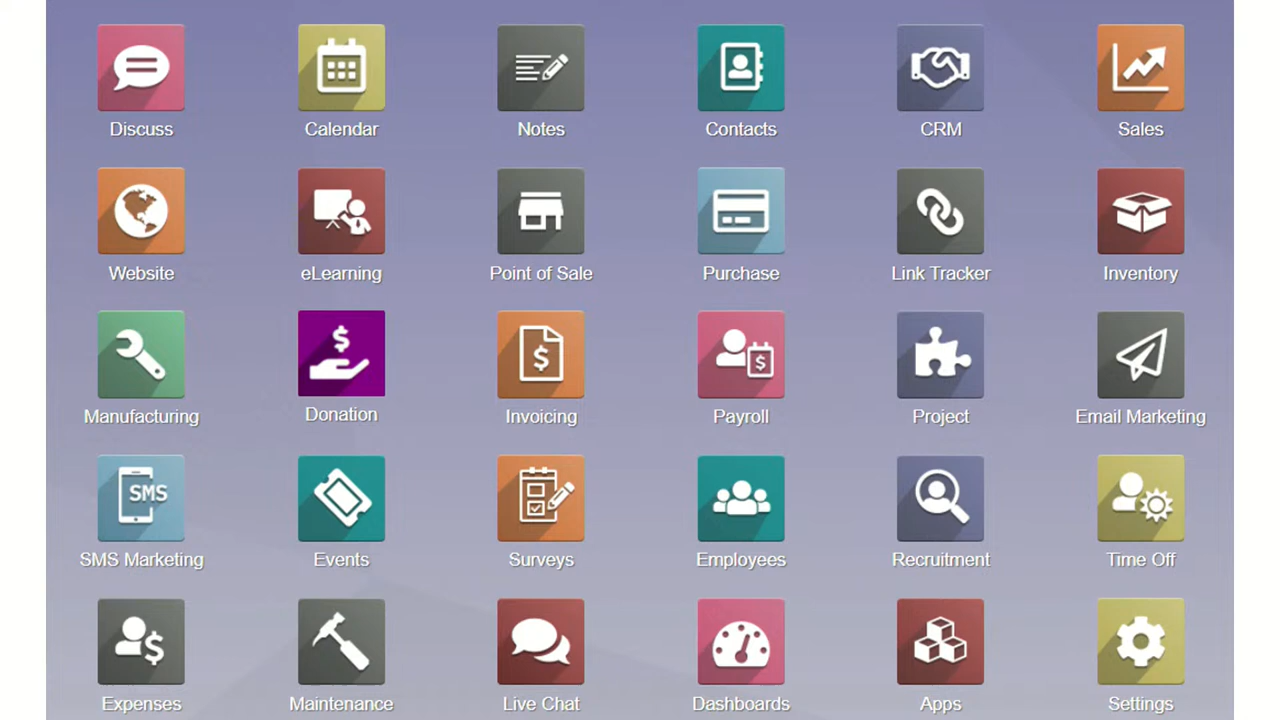 Discuss
Calendar
Notes
Contacts
CRM
Sales
Website
eLearning
Point of Sale
Purchase
Link Tracker
Inventory
Manufacturing
Donation
Invoicing
Payroll
Project
Email Marketing
SMS
SMS Marketing
Events
Surveys
Employees
Recruitment
Time Off
Expenses
Maintenance
Live Chat
Dashboards
Apps
Settings